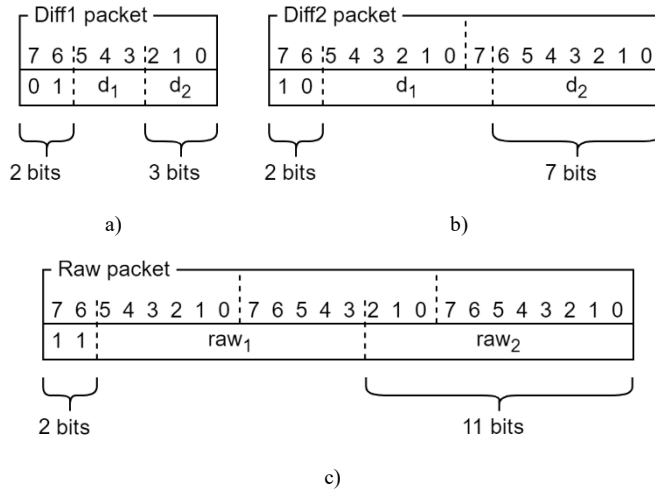 Diff1 packet
7 6 5 4 3 2 1 0
0 1 d1 d2
2 bits 3 bits
a)
Diff2 packet
7 6 5 4 3 2 1 0 7 6 5 4 3 2 1 0
1 0 d1 d2
2 bits 7 bits
b)
Raw packet
7 6 5 4 3 2 1 0 7 6 5 4 3 2 1 0 7 6 5 4 3 2 1 0
1 1 raw1 raw2
2 bits 11 bits
c)